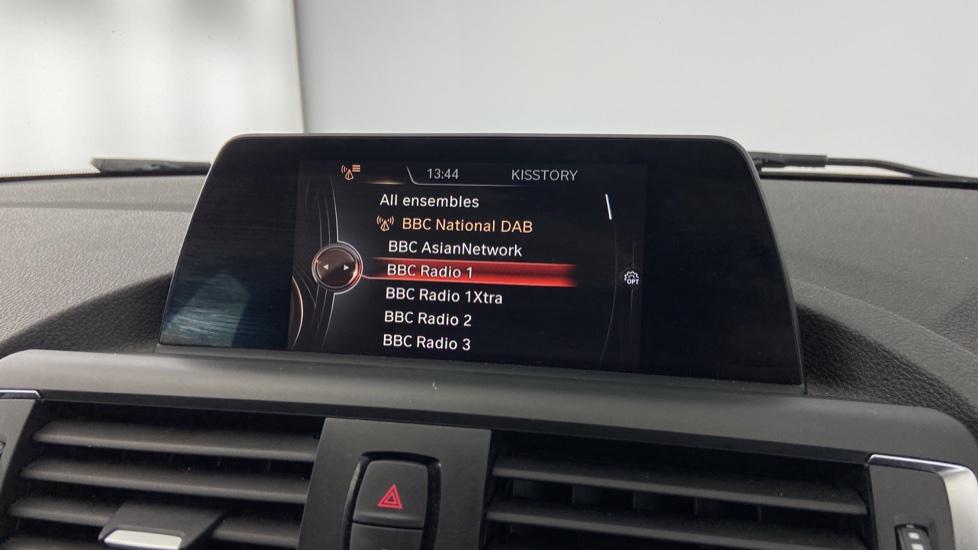 13:44 KISSTORY
All ensembles
BBC National DAB
BBC AsianNetwork
BBC Radio 1
OPT
BBC Radio 1Xtra
BBC Radio 2
BBC Radio 3